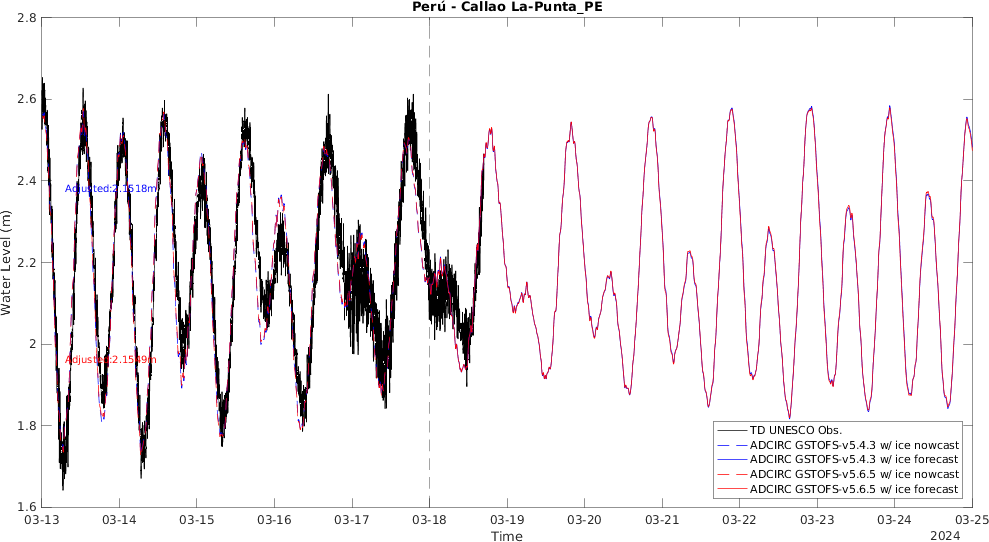 Perú - Callao La-Punta_PE
2.8
2.6
2.4
2.2
2
1.8
1.6
Water Level (m)
Adjusted:2.1518m
Adjusted:2.1549m
TD UNESCO Obs.
ADCIRC GSTOFS-v5.4.3 w/ ice nowcast
ADCIRC GSTOFS-v5.4.3 w/ ice forecast
ADCIRC GSTOFS-v5.6.5 w/ ice nowcast
ADCIRC GSTOFS-v5.6.5 w/ ice forecast
03-13 03-14 03-15 03-16 03-17 03-18 03-19 03-20 03-21 03-22 03-23 03-24 03-25
Time
2024